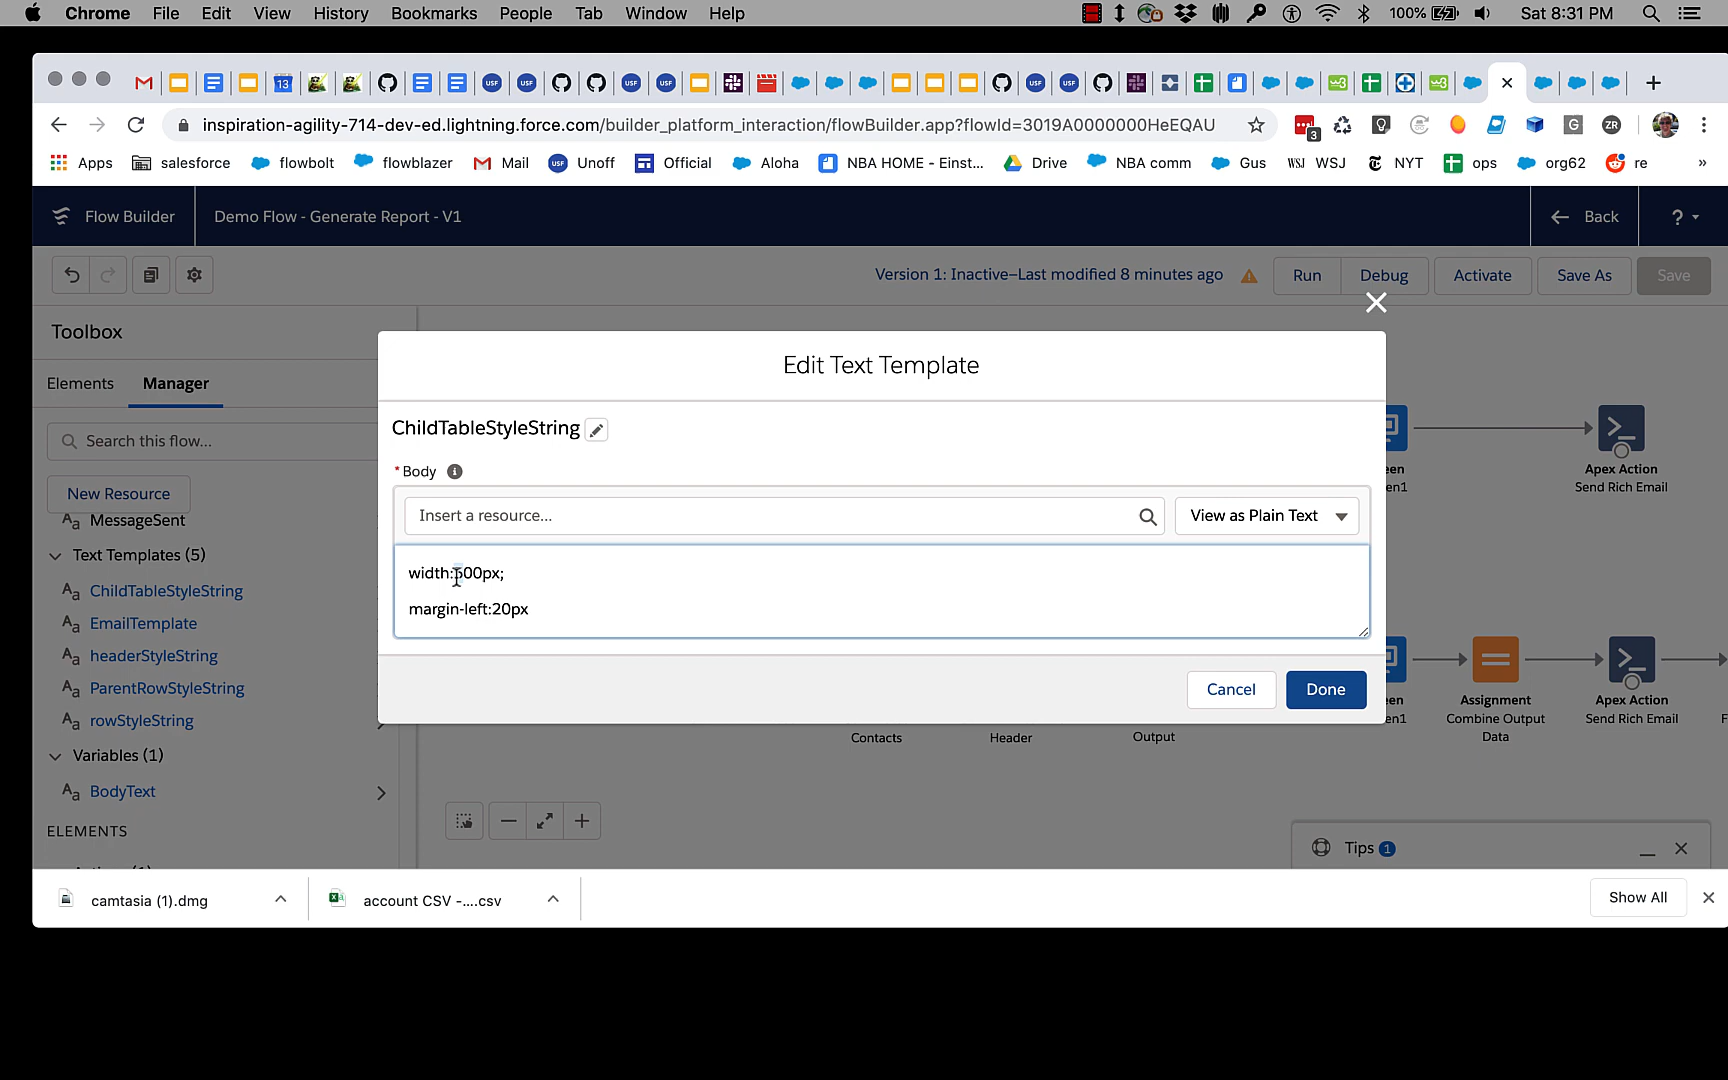 Chrome File Edit View History Bookmarks People Tab Window Help 100% Sat 8:31 PM
13
inspiration-agility-714-dev-ed.lightning.force.com/builder_platform_interaction/flowBuilder.app?flowId=3019A0000000HeEQAU 3 G ZR
Apps salesforce flowbolt flowblazer Mail Unoff Official Aloha NBA HOME - Einst... Drive NBA comm Gus WSJ WSJ NYT ops org62 re »
Flow Builder Demo Flow - Generate Report - V1 Back ?
Version 1: Inactive–Last modified 8 minutes ago Run Debug Activate Save As Save
Toolbox
Edit Text Template
Elements Manager
ChildTableStyleString
Search this flow...
* Body
Apex Action
Send Rich Email
New Resource
Insert a resource... View as Plain Text
MessageSent
Text Templates (5)
width:
00px;
ChildTableStyleString
margin-left:20px
EmailTemplate
headerStyleString
ParentRowStyleString
Cancel Done
Assignment
Combine Output
Data
Apex Action
Send Rich Email
rowStyleString
Contacts Header Output
Variables (1)
BodyText
ELEMENTS
Tips 1
camtasia (1).dmg account CSV -....csv Show All